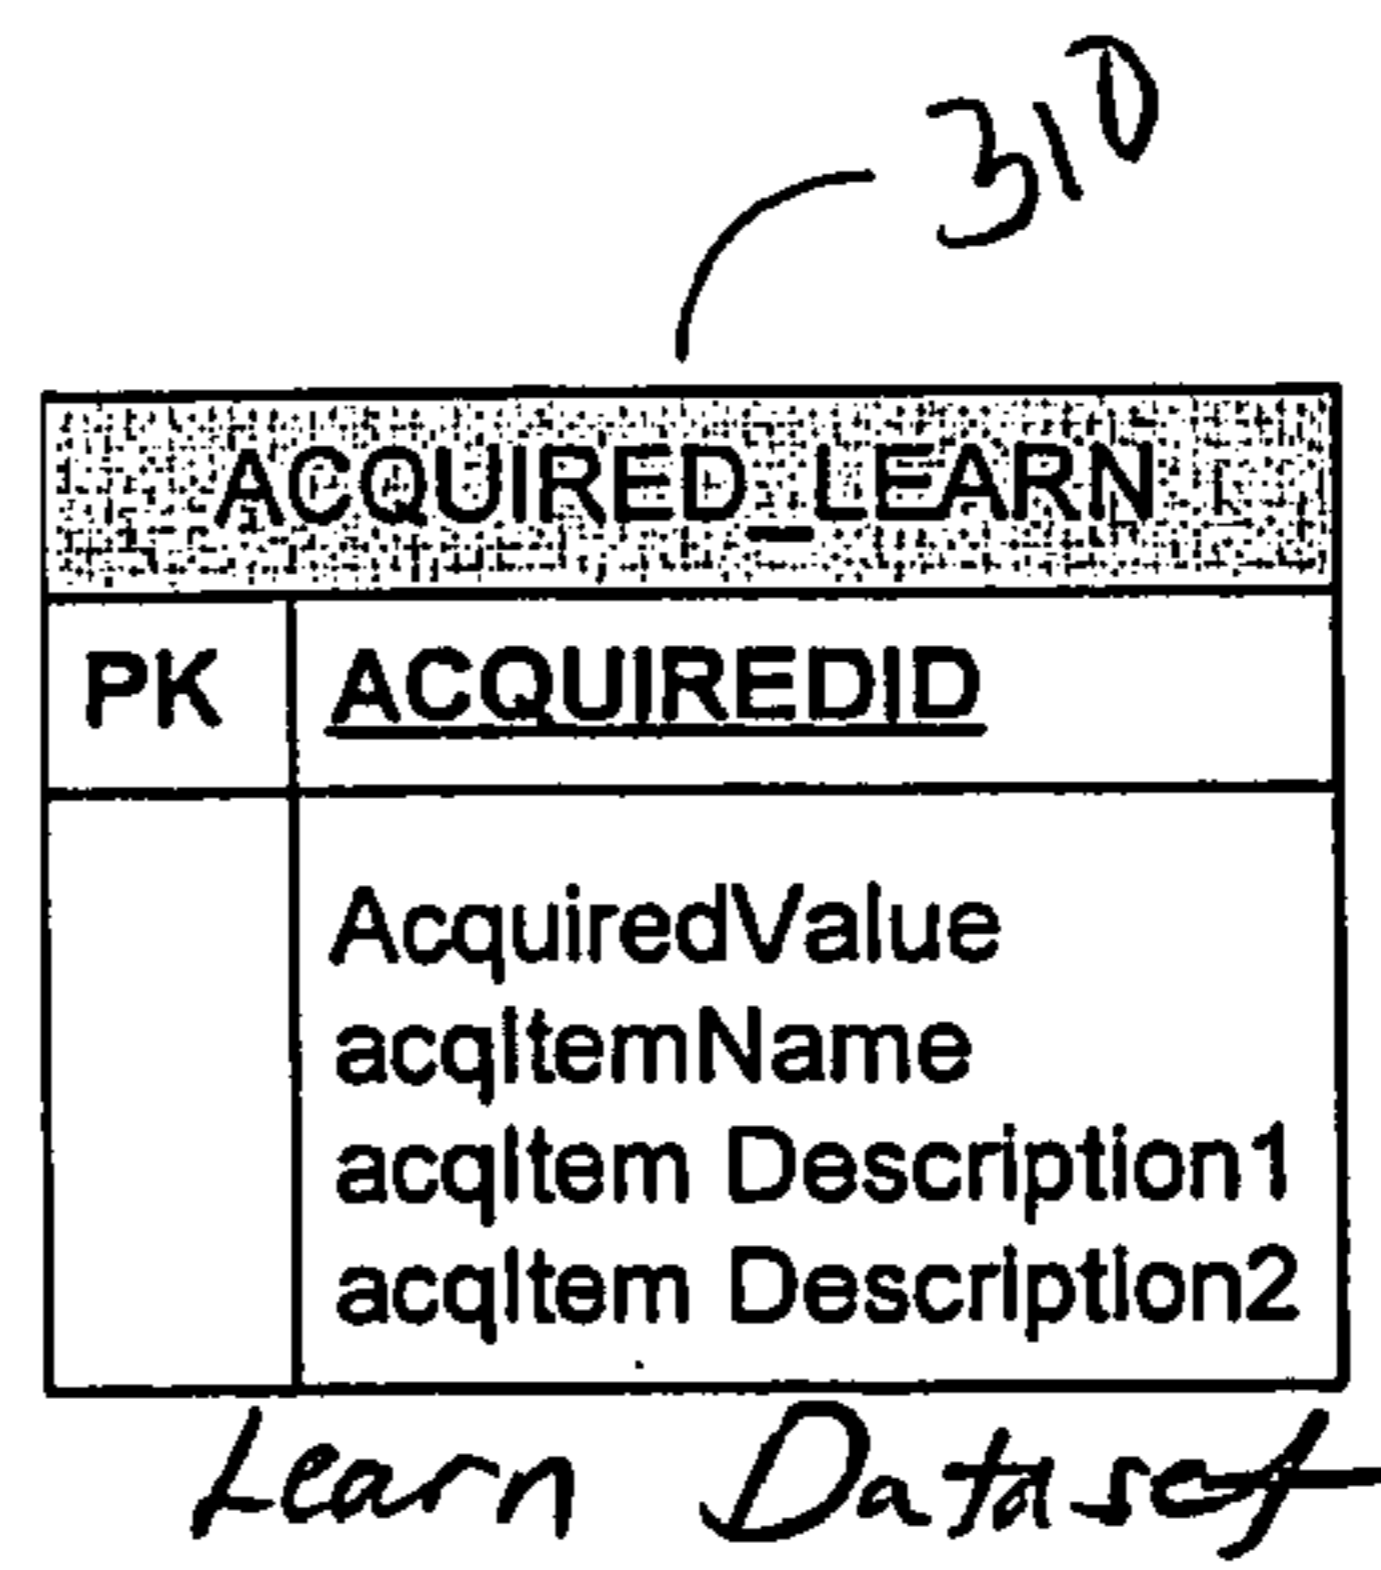 310
ACQUIRED_LEARN
PK ACQUIREDID
AcquiredValue
acqItemName
acqItem Description1
acqItem Description2
Learn Dataset